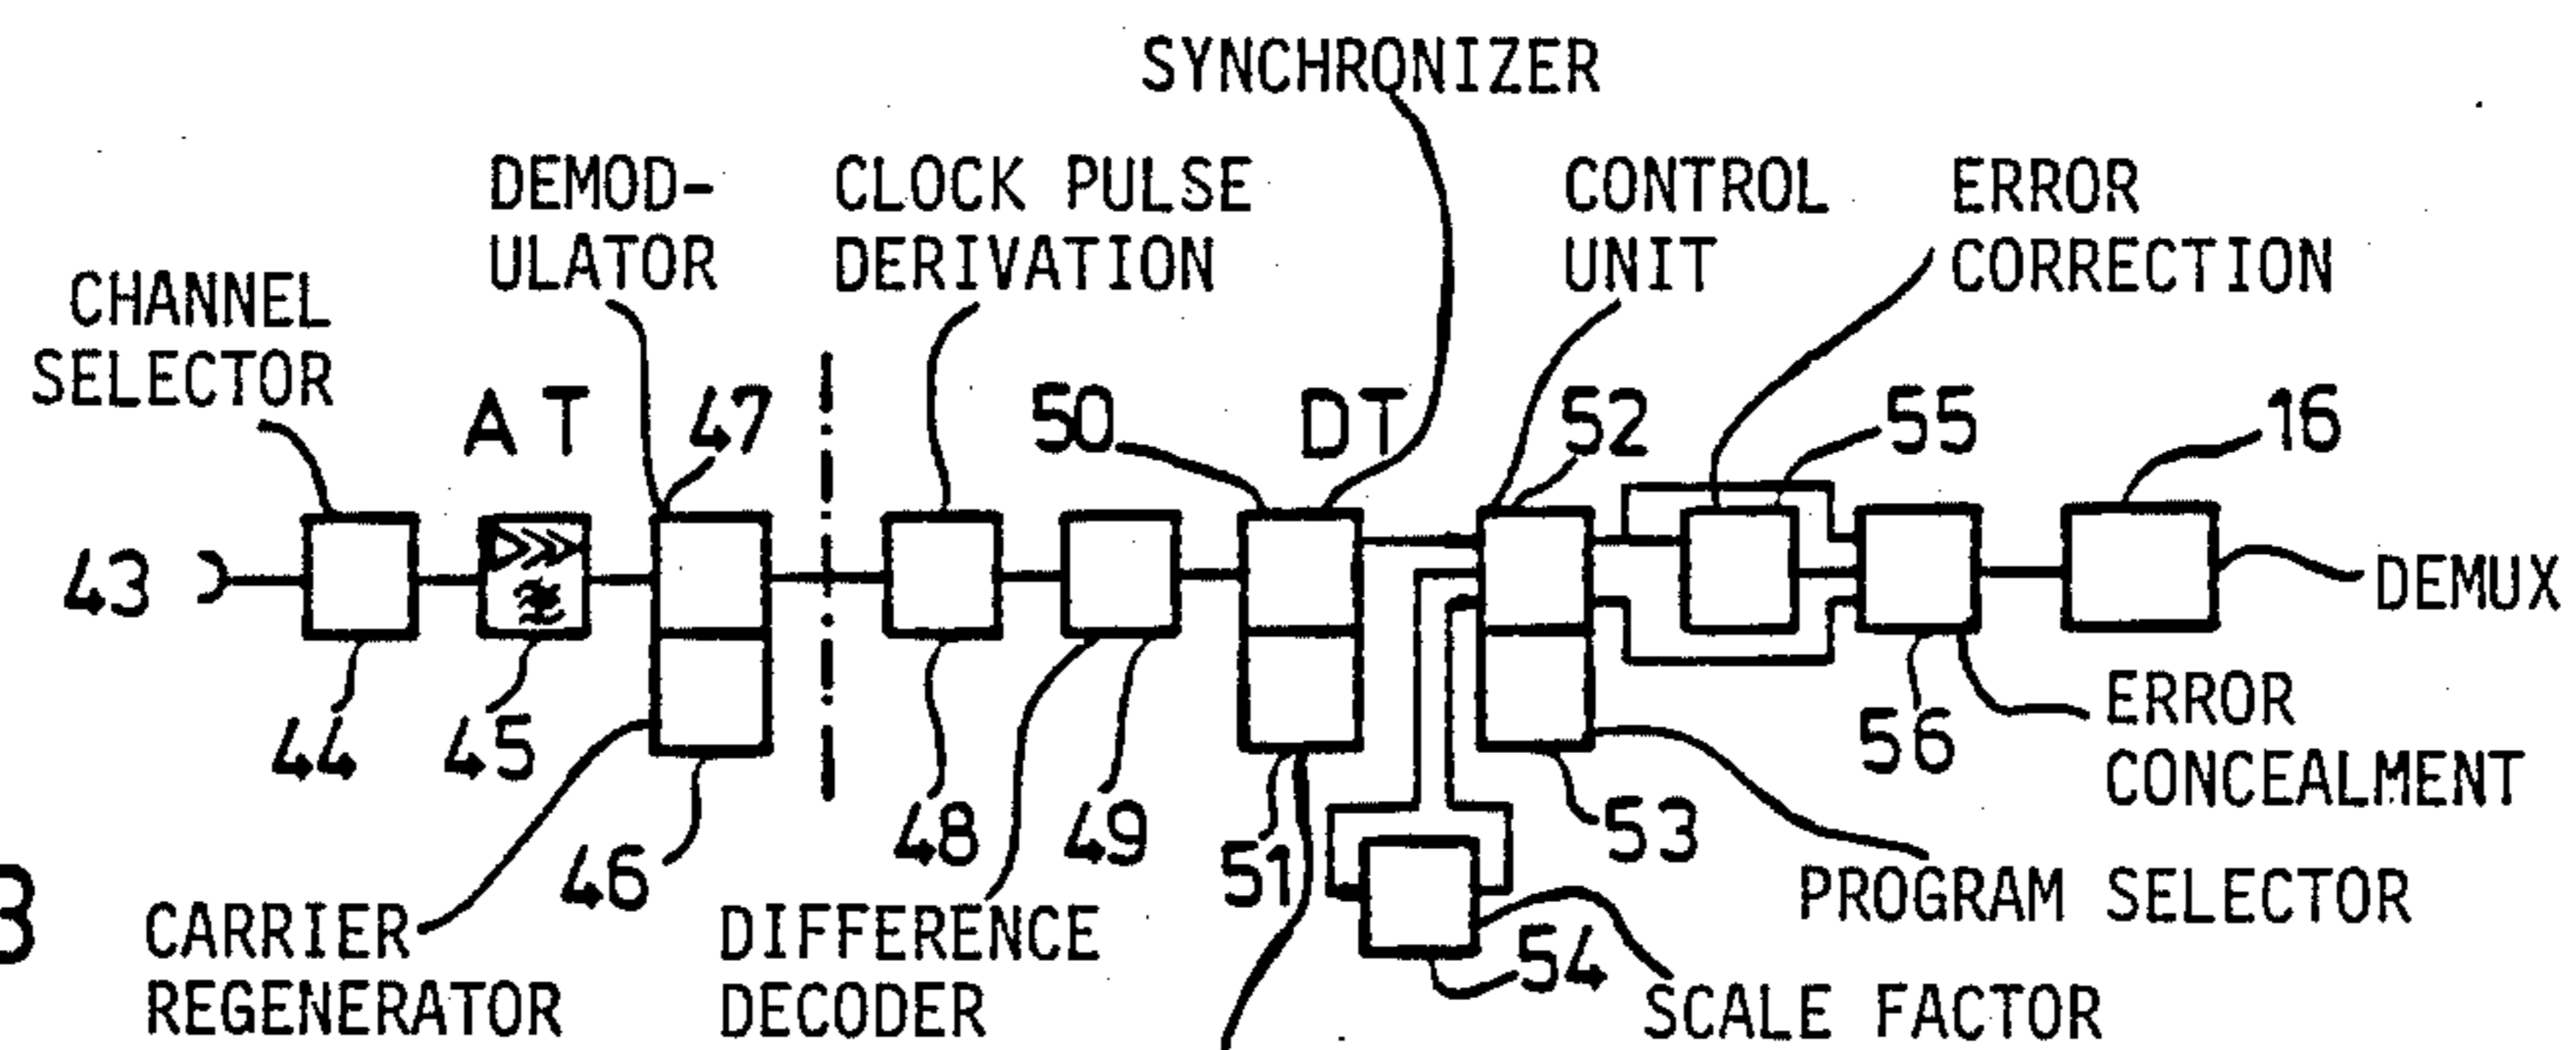 SYNCHRONIZER
DEMOD-
ULATOR
CLOCK PULSE
DERIVATION
CONTROL
UNIT
ERROR
CORRECTION
CHANNEL
SELECTOR
AT
47
50
DT
52
55
16
43
DEMUX
44
45
46
48
49
51
53
54
56
ERROR
CONCEALMENT
PROGRAM SELECTOR
CARRIER
REGENERATOR
DIFFERENCE
DECODER
SCALE FACTOR